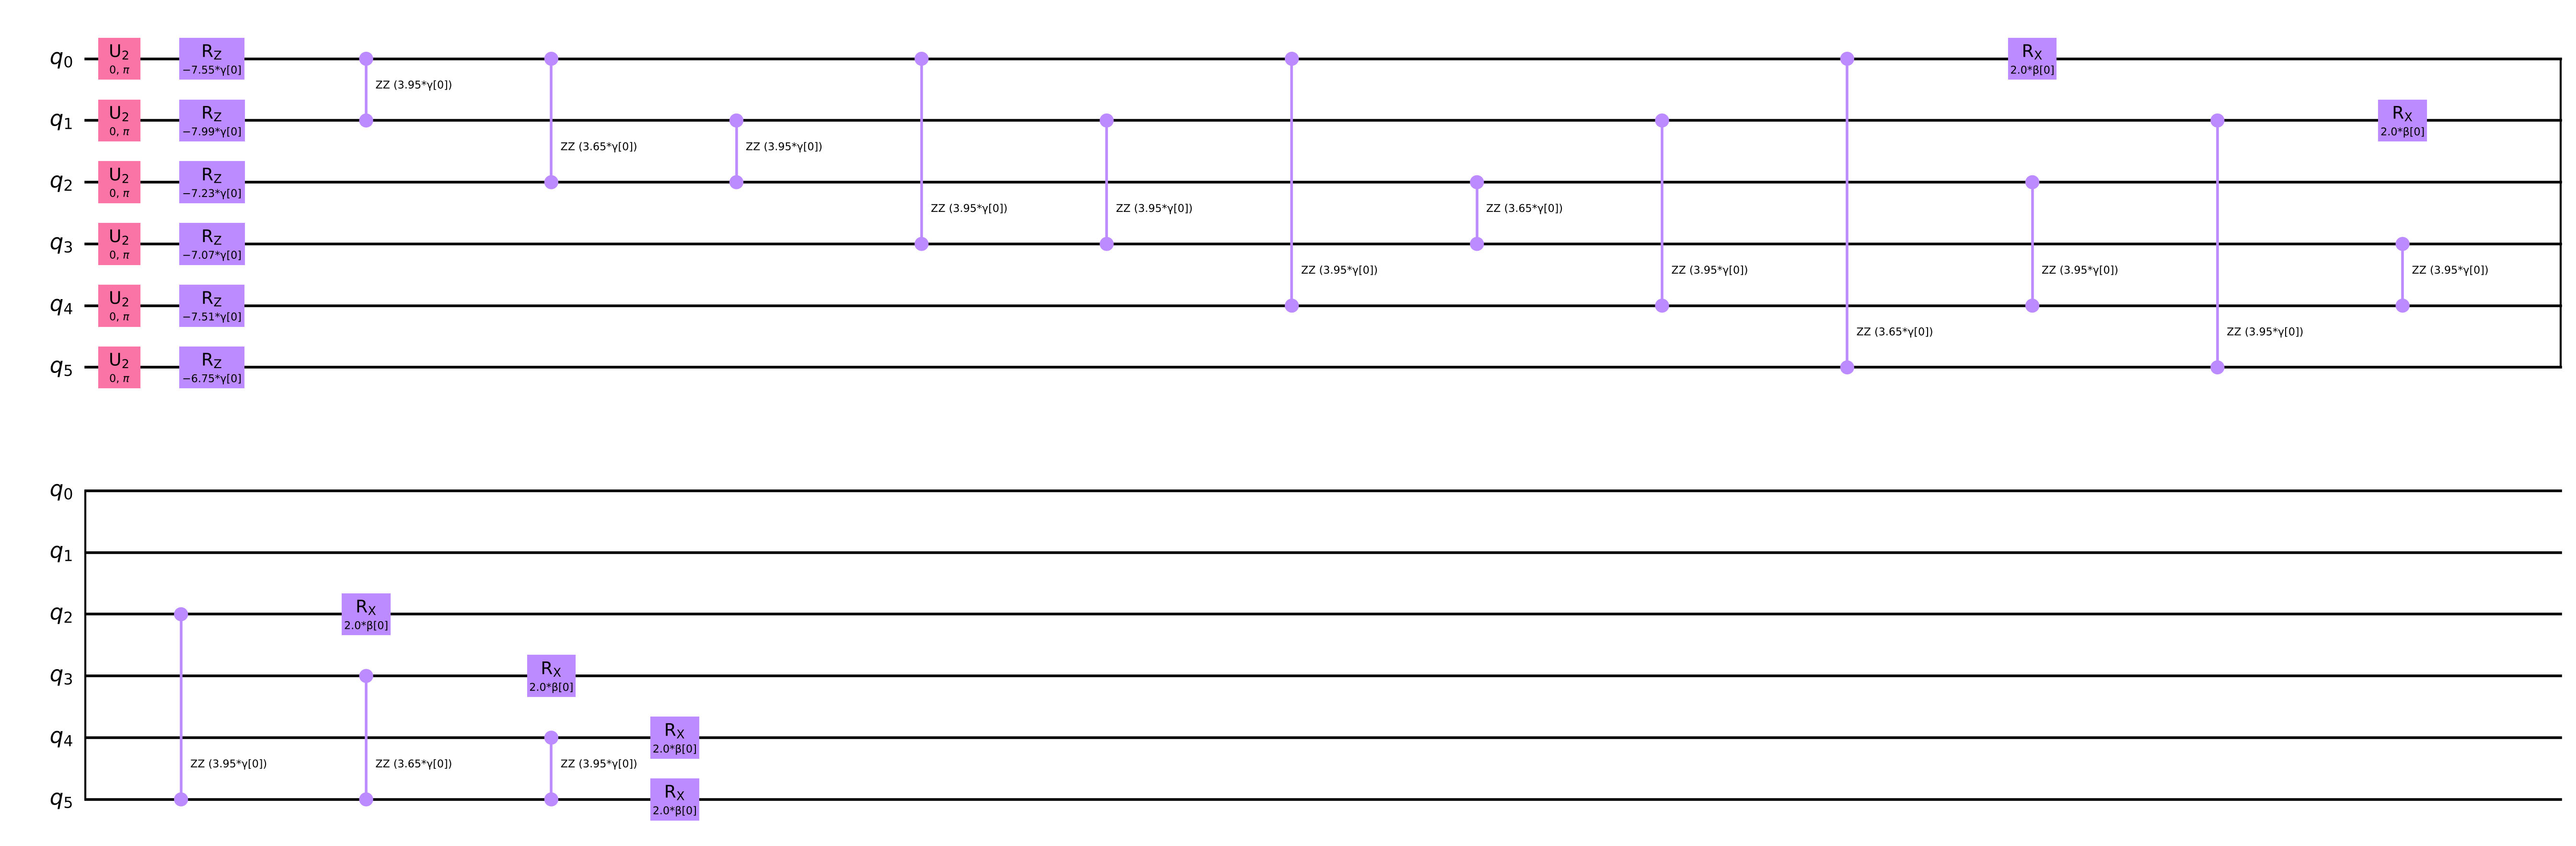 q0 U2 0, π RZ −7.55*γ[0] RX 2.0*β[0]
ZZ (3.95*γ[0])
q1 U2 0, π RZ −7.99*γ[0] RX 2.0*β[0]
ZZ (3.65*γ[0]) ZZ (3.95*γ[0])
q2 U2 0, π RZ −7.23*γ[0]
ZZ (3.95*γ[0]) ZZ (3.95*γ[0]) ZZ (3.65*γ[0])
q3 U2 0, π RZ −7.07*γ[0]
ZZ (3.95*γ[0]) ZZ (3.95*γ[0]) ZZ (3.95*γ[0]) ZZ (3.95*γ[0])
q4 U2 0, π RZ −7.51*γ[0]
ZZ (3.65*γ[0]) ZZ (3.95*γ[0])
q5 U2 0, π RZ −6.75*γ[0]
q0
q1
q2 RX 2.0*β[0]
q3 RX 2.0*β[0]
q4 RX 2.0*β[0]
ZZ (3.95*γ[0]) ZZ (3.65*γ[0]) ZZ (3.95*γ[0])
q5 RX 2.0*β[0]